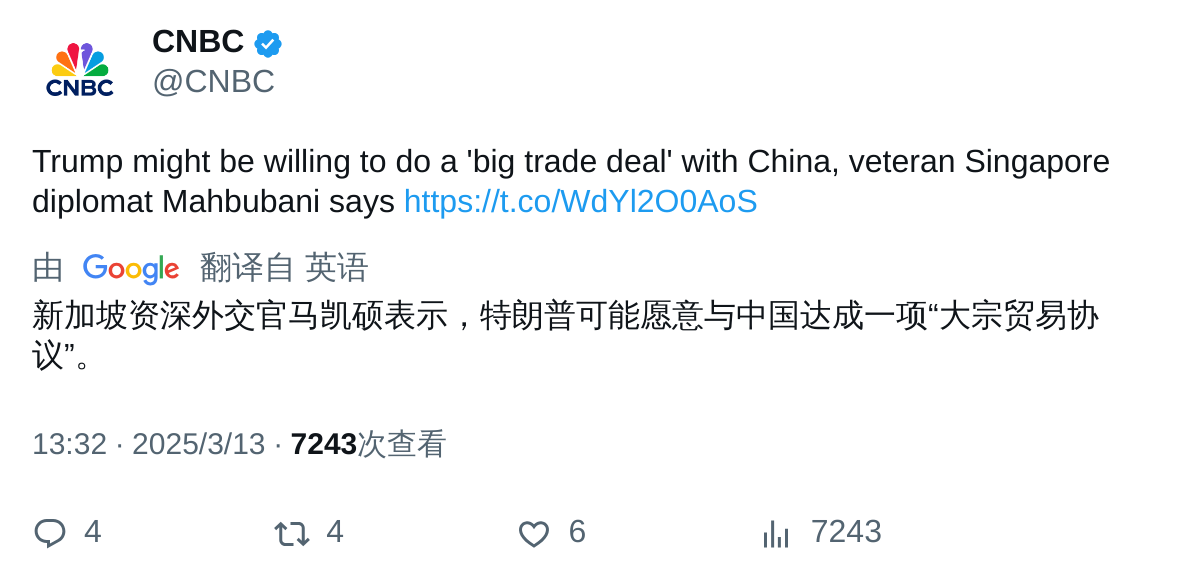 CNBC
CNBC
@CNBC
Trump might be willing to do a 'big trade deal' with China, veteran Singapore
diplomat Mahbubani says https://t.co/WdYl2O0AoS
由 Google 翻译自 英语
新加坡资深外交官马凯硕表示，特朗普可能愿意与中国达成一项“大宗贸易协
议”。
13:32 · 2025/3/13 · 7243次查看
4 4 6 7243